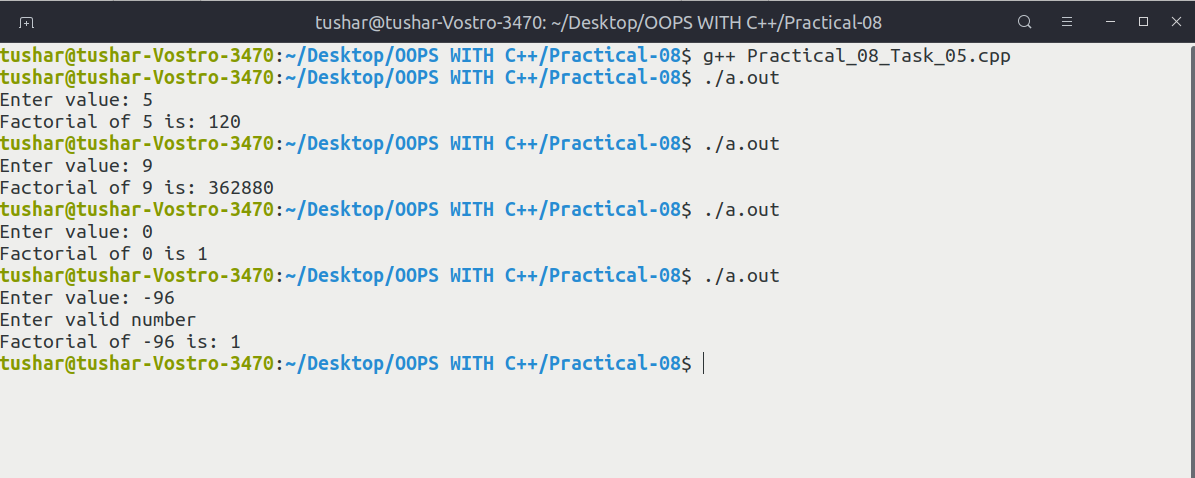 tushar@tushar-Vostro-3470: ~/Desktop/OOPS WITH C++/Practical-08
tushar@tushar-Vostro-3470:~/Desktop/OOPS WITH C++/Practical-08$ g++ Practical_08_Task_05.cpp
tushar@tushar-Vostro-3470:~/Desktop/OOPS WITH C++/Practical-08$ ./a.out
Enter value: 5
Factorial of 5 is: 120
tushar@tushar-Vostro-3470:~/Desktop/OOPS WITH C++/Practical-08$ ./a.out
Enter value: 9
Factorial of 9 is: 362880
tushar@tushar-Vostro-3470:~/Desktop/OOPS WITH C++/Practical-08$ ./a.out
Enter value: 0
Factorial of 0 is 1
tushar@tushar-Vostro-3470:~/Desktop/OOPS WITH C++/Practical-08$ ./a.out
Enter value: -96
Enter valid number
Factorial of -96 is: 1
tushar@tushar-Vostro-3470:~/Desktop/OOPS WITH C++/Practical-08$